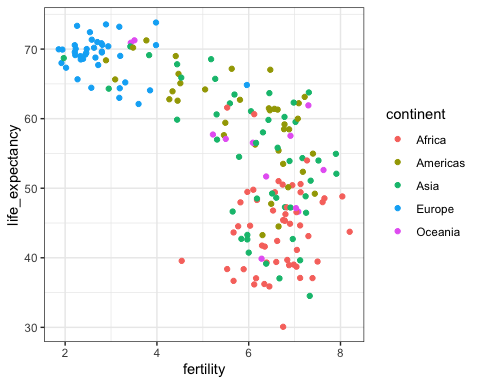 70
60
50
40
30
life_expectancy
2
4
6
8
fertility
continent
Africa
Americas
Asia
Europe
Oceania